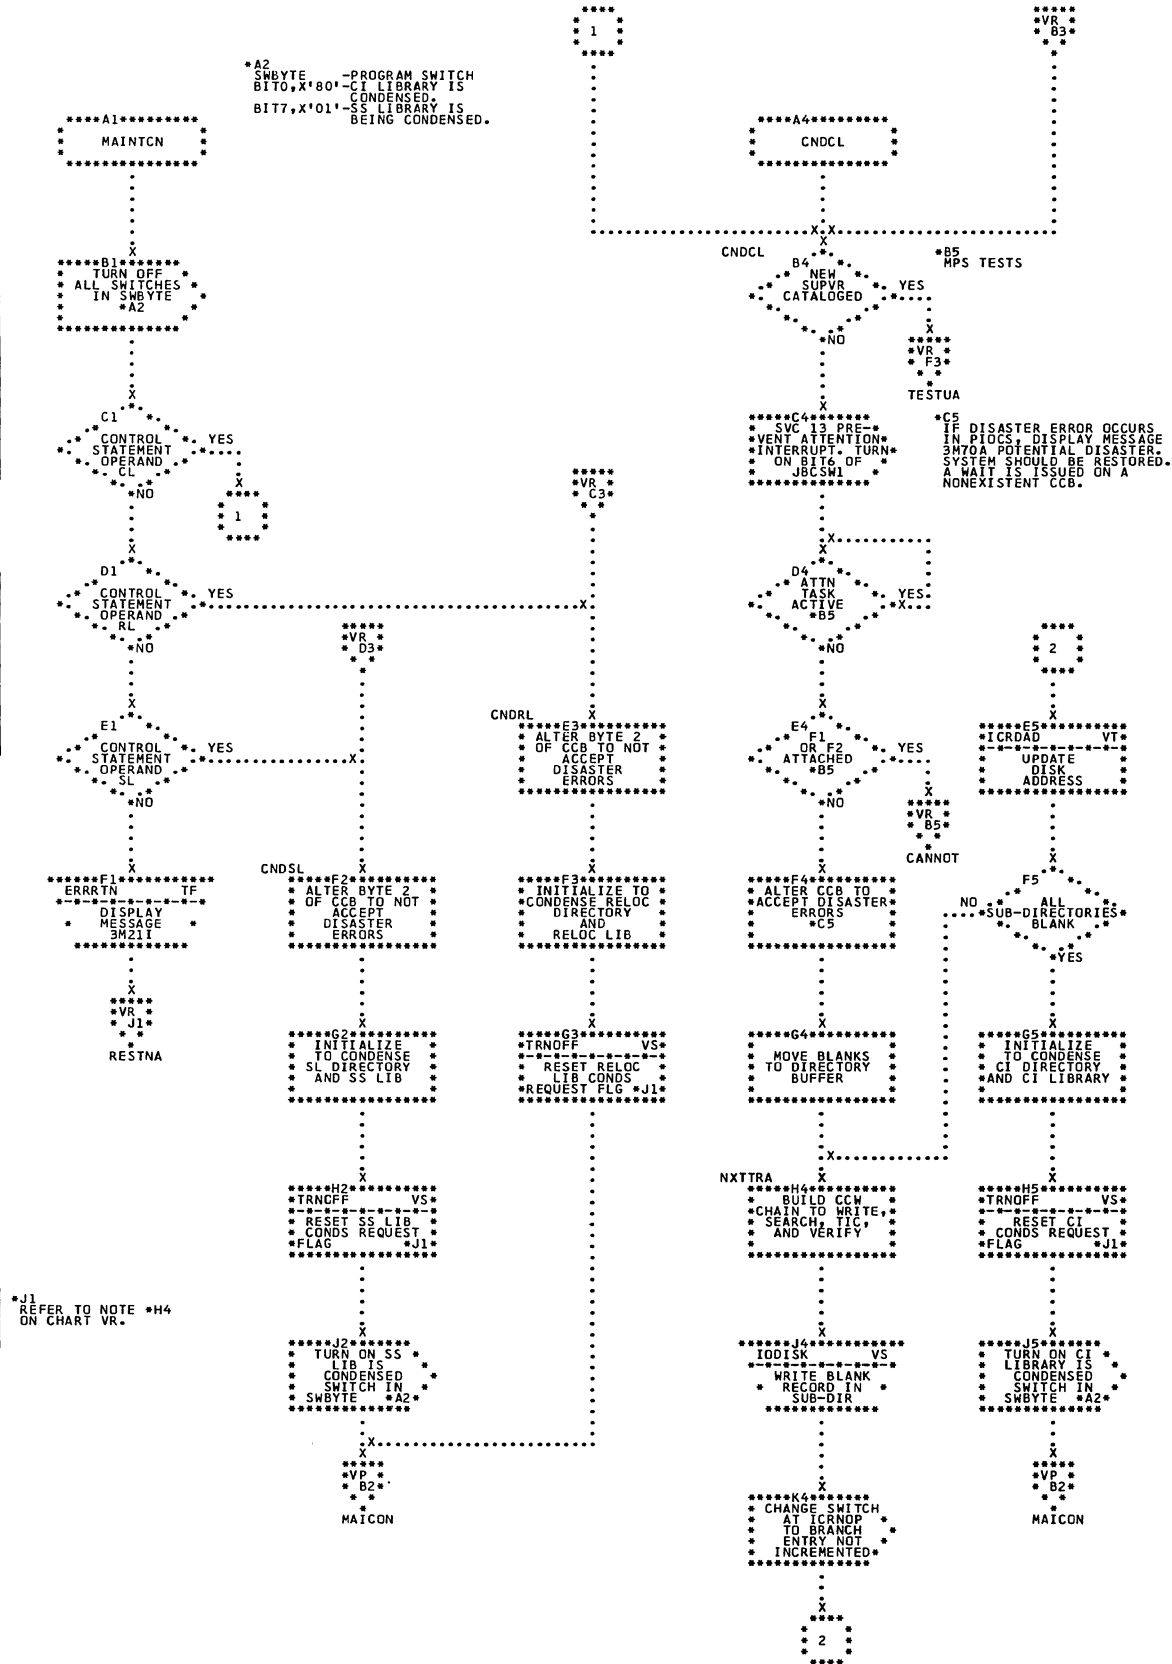 1
VR
B3
*A2
SWBYTE -PROGRAM SWITCH
BIT0,X'80'-CI LIBRARY IS
CONDENSED.
BIT7,X'01'-SS LIBRARY IS
BEING CONDENSED.
A1
MAINTCN
A4
CNDCL
B1
TURN OFF
ALL SWITCHES
IN SWBYTE
*A2
CNDCL
B4
NEW
SUPVR
CATALOGED
YES
NO
*B5
MPS TESTS
VR
F3
TESTUA
C1
CONTROL
STATEMENT
OPERAND
CL
YES
NO
1
C4
SVC 13 PRE-
VENT ATTENTION
INTERRUPT. TURN
ON BIT6 OF
JBCSW1
*C5
IF DISASTER ERROR OCCURS
IN PIOCS, DISPLAY MESSAGE
3M70A POTENTIAL DISASTER.
SYSTEM SHOULD BE RESTORED.
A WAIT IS ISSUED ON A
NONEXISTENT CCB.
VR
C3
D1
CONTROL
STATEMENT
OPERAND
RL
YES
NO
VR
D3
D4
ATTN
TASK
ACTIVE
*B5
YES
NO
2
E1
CONTROL
STATEMENT
OPERAND
SL
YES
NO
CNDRL
E3
ALTER BYTE 2
OF CCB TO NOT
ACCEPT
DISASTER
ERRORS
E4
F1
OR F2
ATTACHED
*B5
YES
NO
VR
B5
CANNOT
E5
ICRDAD VT
UPDATE
DISK
ADDRESS
F1
ERRRTN TF
DISPLAY
MESSAGE
3M21I
VR
J1
RESTNA
CNDSL
F2
ALTER BYTE 2
OF CCB TO NOT
ACCEPT
DISASTER
ERRORS
F3
INITIALIZE TO
CONDENSE RELOC
DIRECTORY
AND
RELOC LIB
F4
ALTER CCB TO
ACCEPT DISASTER
ERRORS
*C5
F5
ALL
SUB-DIRECTORIES
BLANK
NO
YES
G2
INITIALIZE
TO CONDENSE
SL DIRECTORY
AND SS LIB
G3
TRNOFF VS
RESET RELOC
LIB CONDS
REQUEST FLG *J1
G4
MOVE BLANKS
TO DIRECTORY
BUFFER
G5
INITIALIZE
TO CONDENSE
CI DIRECTORY
AND CI LIBRARY
H2
TRNCFF VS
RESET SS LIB
CONDS REQUEST
FLAG *J1
NXTTRA
H4
BUILD CCW
CHAIN TO WRITE,
SEARCH, TIC,
AND VERIFY
H5
TRNOFF VS
RESET CI
CONDS REQUEST
FLAG *J1
*J1
REFER TO NOTE *H4
ON CHART VR.
J2
TURN ON SS
LIB IS
CONDENSED
SWITCH IN
SWBYTE *A2
J4
IODISK VS
WRITE BLANK
RECORD IN
SUB-DIR
J5
TURN ON CI
LIBRARY IS
CONDENSED
SWITCH IN
SWBYTE *A2
VP
B2
MAICON
K4
CHANGE SWITCH
AT ICRNOP
TO BRANCH
ENTRY NOT
INCREMENTED
VP
B2
MAICON
2